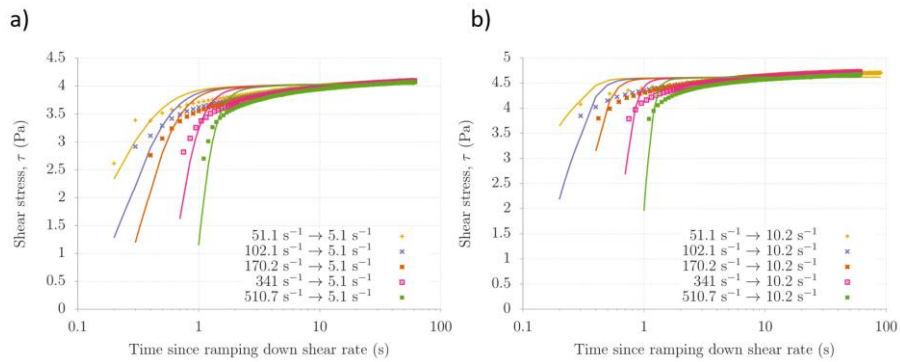 a)
4.5
4
3.5
3
2.5
2
1.5
1
0.5
0
Shear stress, τ (Pa)
51.1 s⁻¹ → 5.1 s⁻¹
102.1 s⁻¹ → 5.1 s⁻¹
170.2 s⁻¹ → 5.1 s⁻¹
341 s⁻¹ → 5.1 s⁻¹
510.7 s⁻¹ → 5.1 s⁻¹
0.1 1 10 100
Time since ramping down shear rate (s)
b)
5
4.5
4
3.5
3
2.5
2
1.5
1
0.5
0
Shear stress, τ (Pa)
51.1 s⁻¹ → 10.2 s⁻¹
102.1 s⁻¹ → 10.2 s⁻¹
170.2 s⁻¹ → 10.2 s⁻¹
341 s⁻¹ → 10.2 s⁻¹
510.7 s⁻¹ → 10.2 s⁻¹
0.1 1 10 100
Time since ramping down shear rate (s)